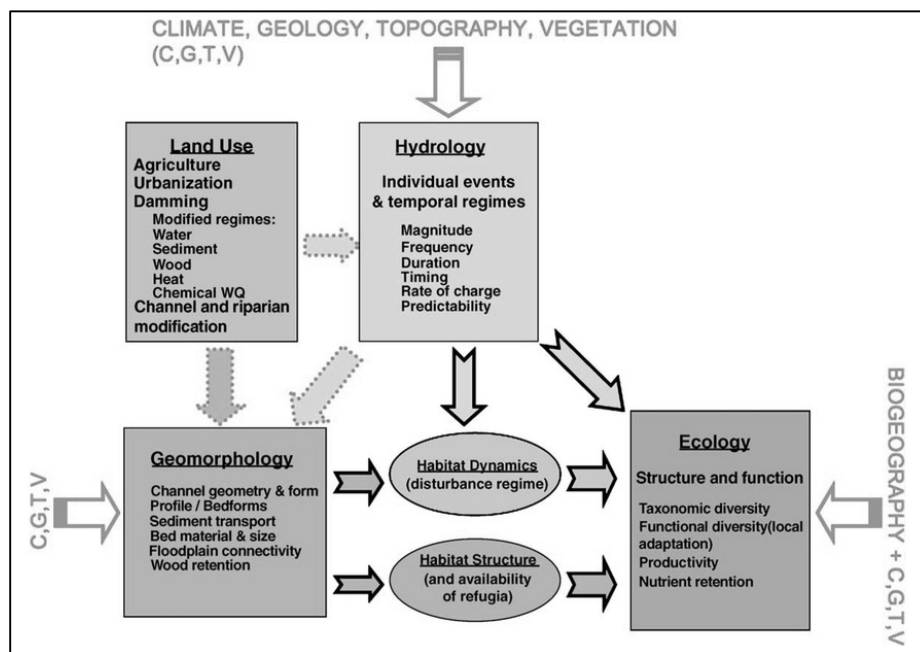 CLIMATE, GEOLOGY, TOPOGRAPHY, VEGETATION
(C,G,T,V)
Land Use
Agriculture
Urbanization
Damming
Modified regimes:
Water
Sediment
Wood
Heat
Chemical WQ
Channel and riparian
modification
Hydrology
Individual events
& temporal regimes
Magnitude
Frequency
Duration
Timing
Rate of charge
Predictability
C,G,T,V
Geomorphology
Channel geometry & form
Profile / Bedforms
Sediment transport
Bed material & size
Floodplain connectivity
Wood retention
Habitat Dynamics
(disturbance regime)
Habitat Structure
(and availability
of refugia)
Ecology
Structure and function
Taxonomic diversity
Functional diversity(local
adaptation)
Productivity
Nutrient retention
BIOGEOGRAPHY + C,G,T,V